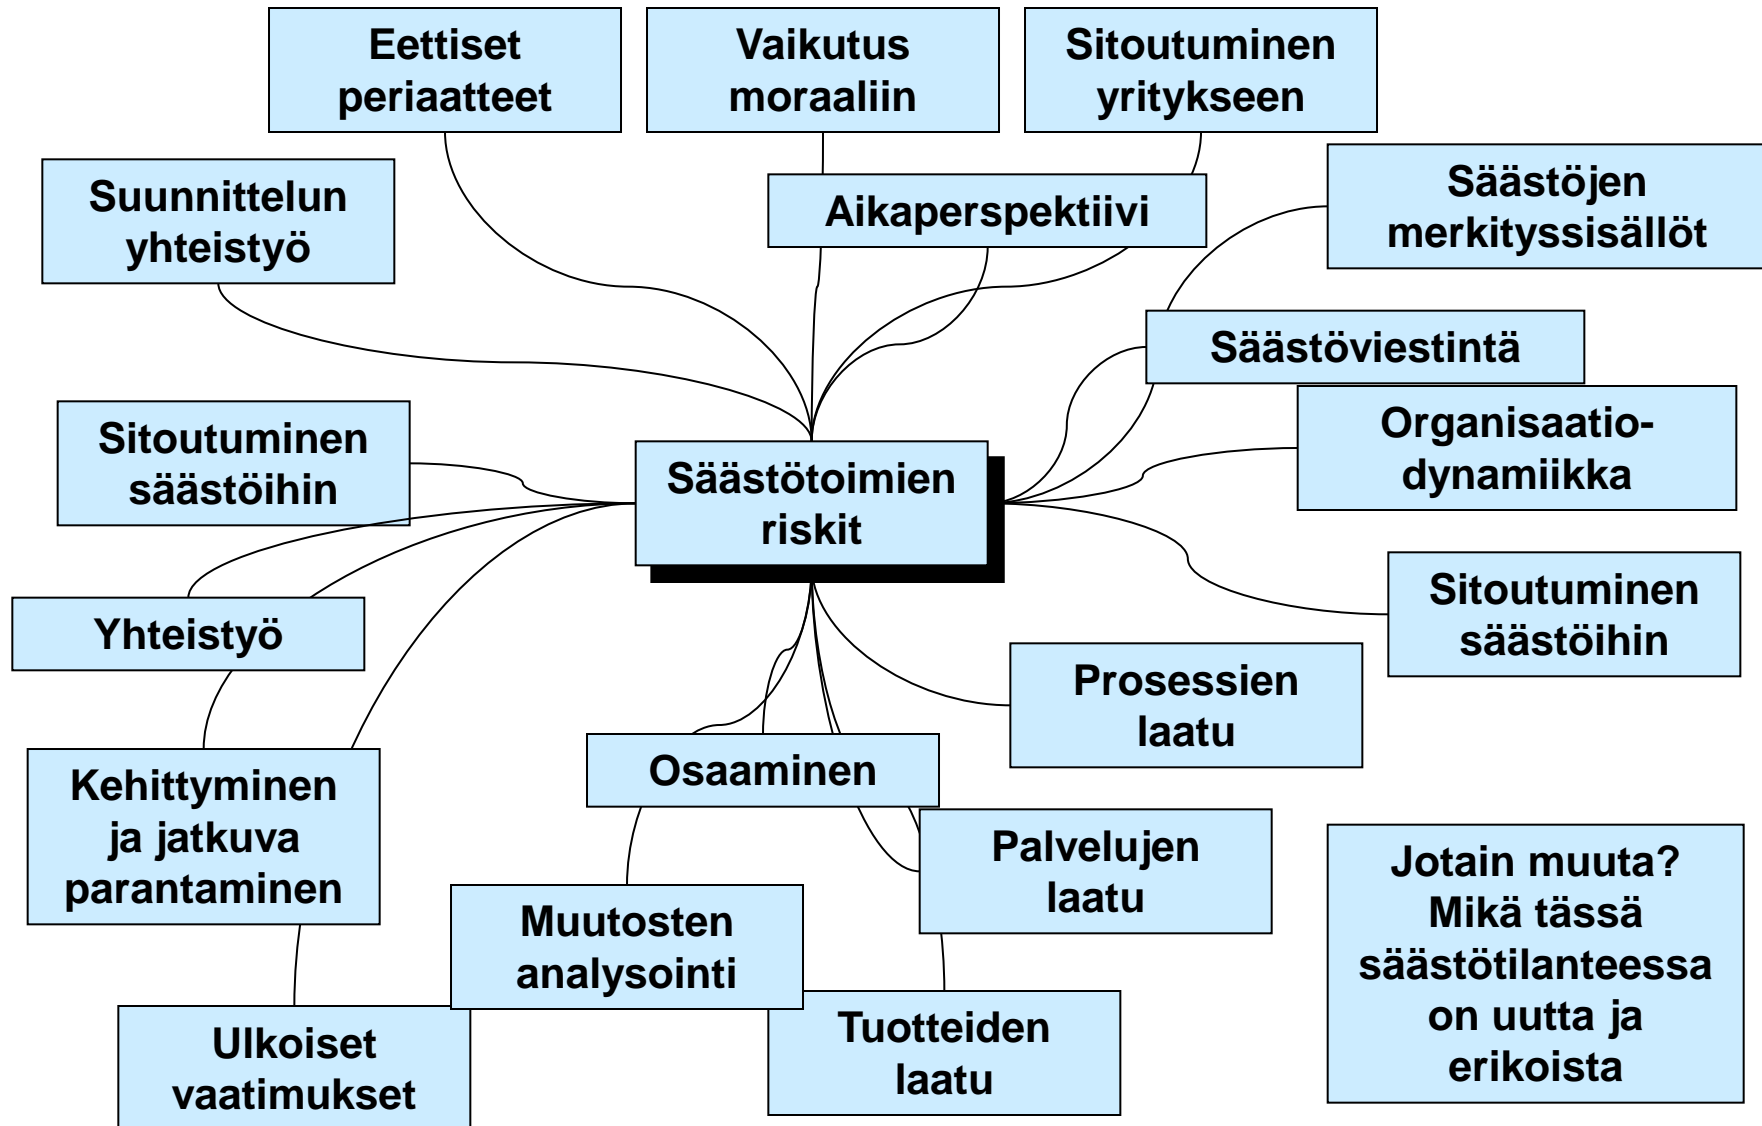 Eettiset
periaatteet
Vaikutus
moraaliin
Sitoutuminen
yritykseen
Suunnittelun
yhteistyö
Aikaperspektiivi
Säästöjen
merkityssisällöt
Säästöviestintä
Organisaatio-
dynamiikka
Sitoutuminen
säästöihin
Säästötoimien
riskit
Sitoutuminen
säästöihin
Yhteistyö
Prosessien
laatu
Kehittyminen
ja jatkuva
parantaminen
Osaaminen
Palvelujen
laatu
Jotain muuta?
Mikä tässä
säästötilanteessa
on uutta ja
erikoista
Muutosten
analysointi
Ulkoiset
vaatimukset
Tuotteiden
laatu